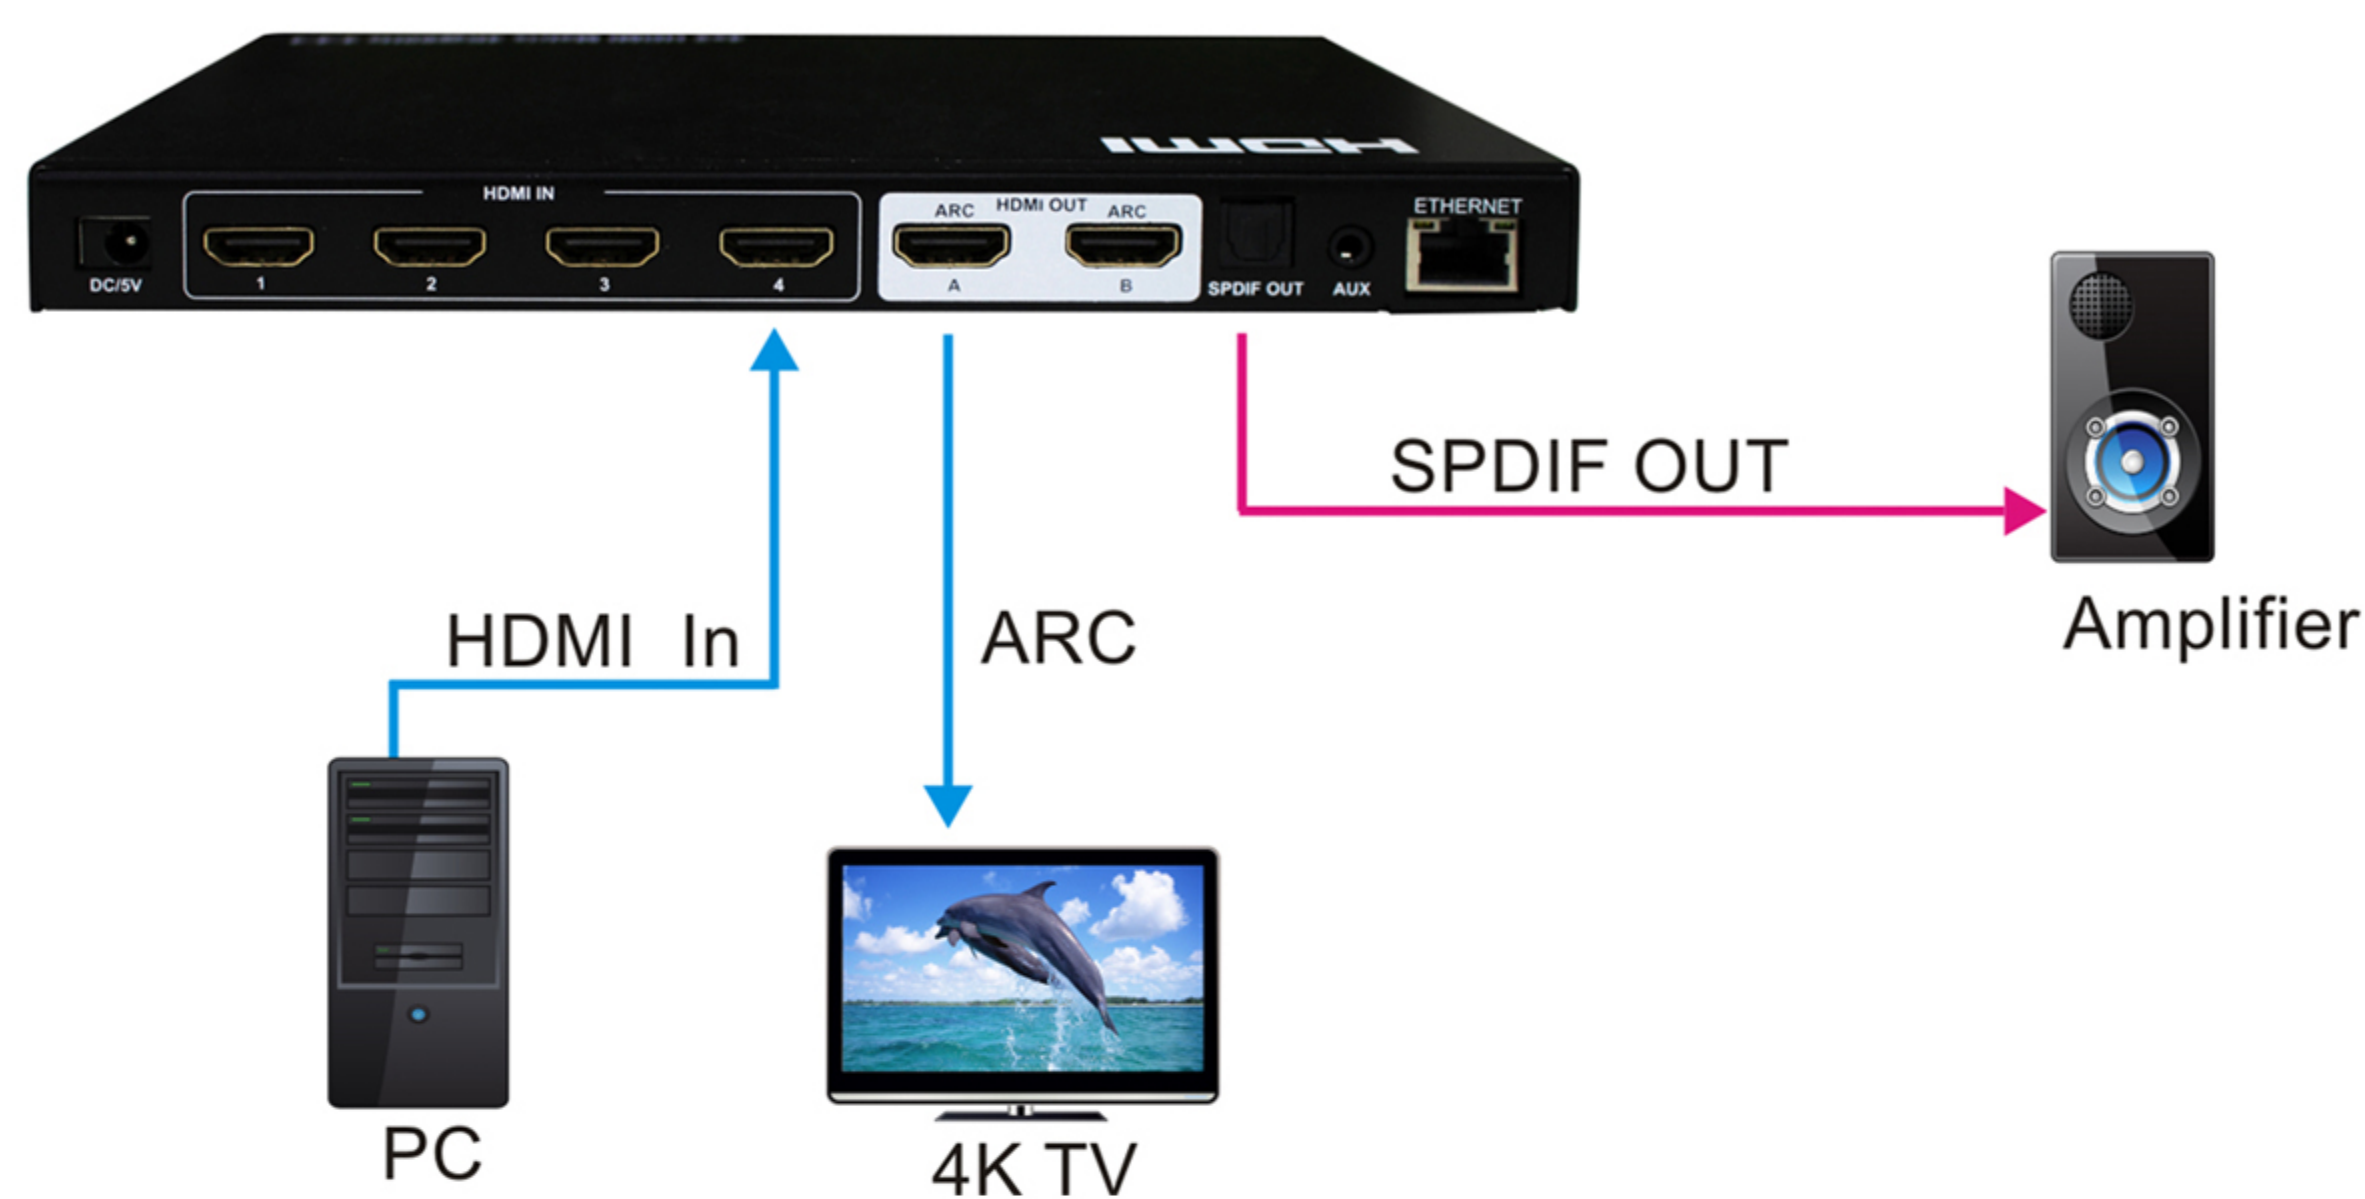 HDMI
HDMI IN
ARC HDMI OUT ARC
ETHERNET
DC/5V 1 2 3 4 A B SPDIF OUT AUX
SPDIF OUT
HDMI In
ARC
Amplifier
PC
4K TV